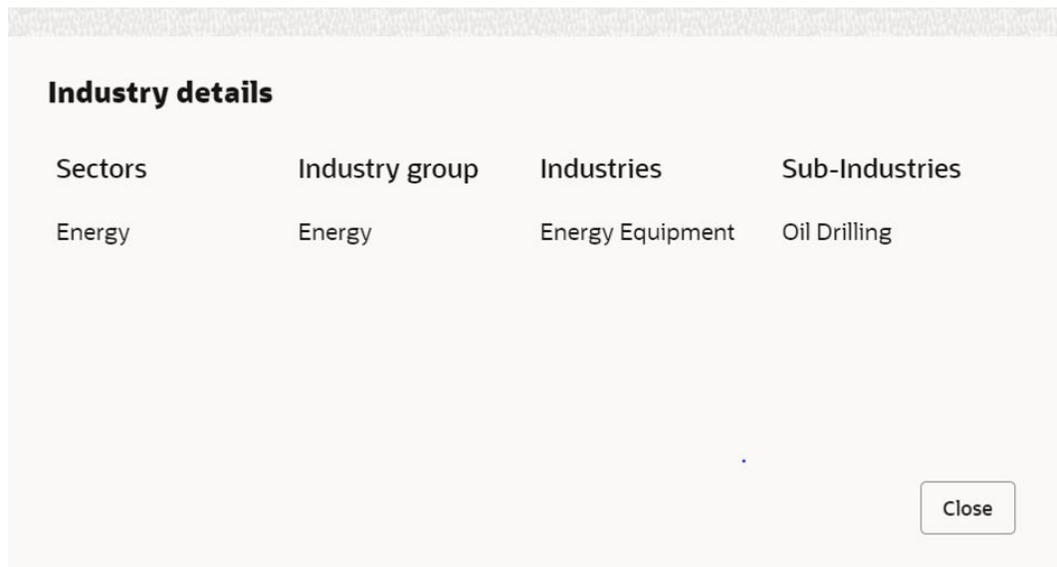 Industry details
Sectors Industry group Industries Sub-Industries
Energy Energy Energy Equipment Oil Drilling
Close